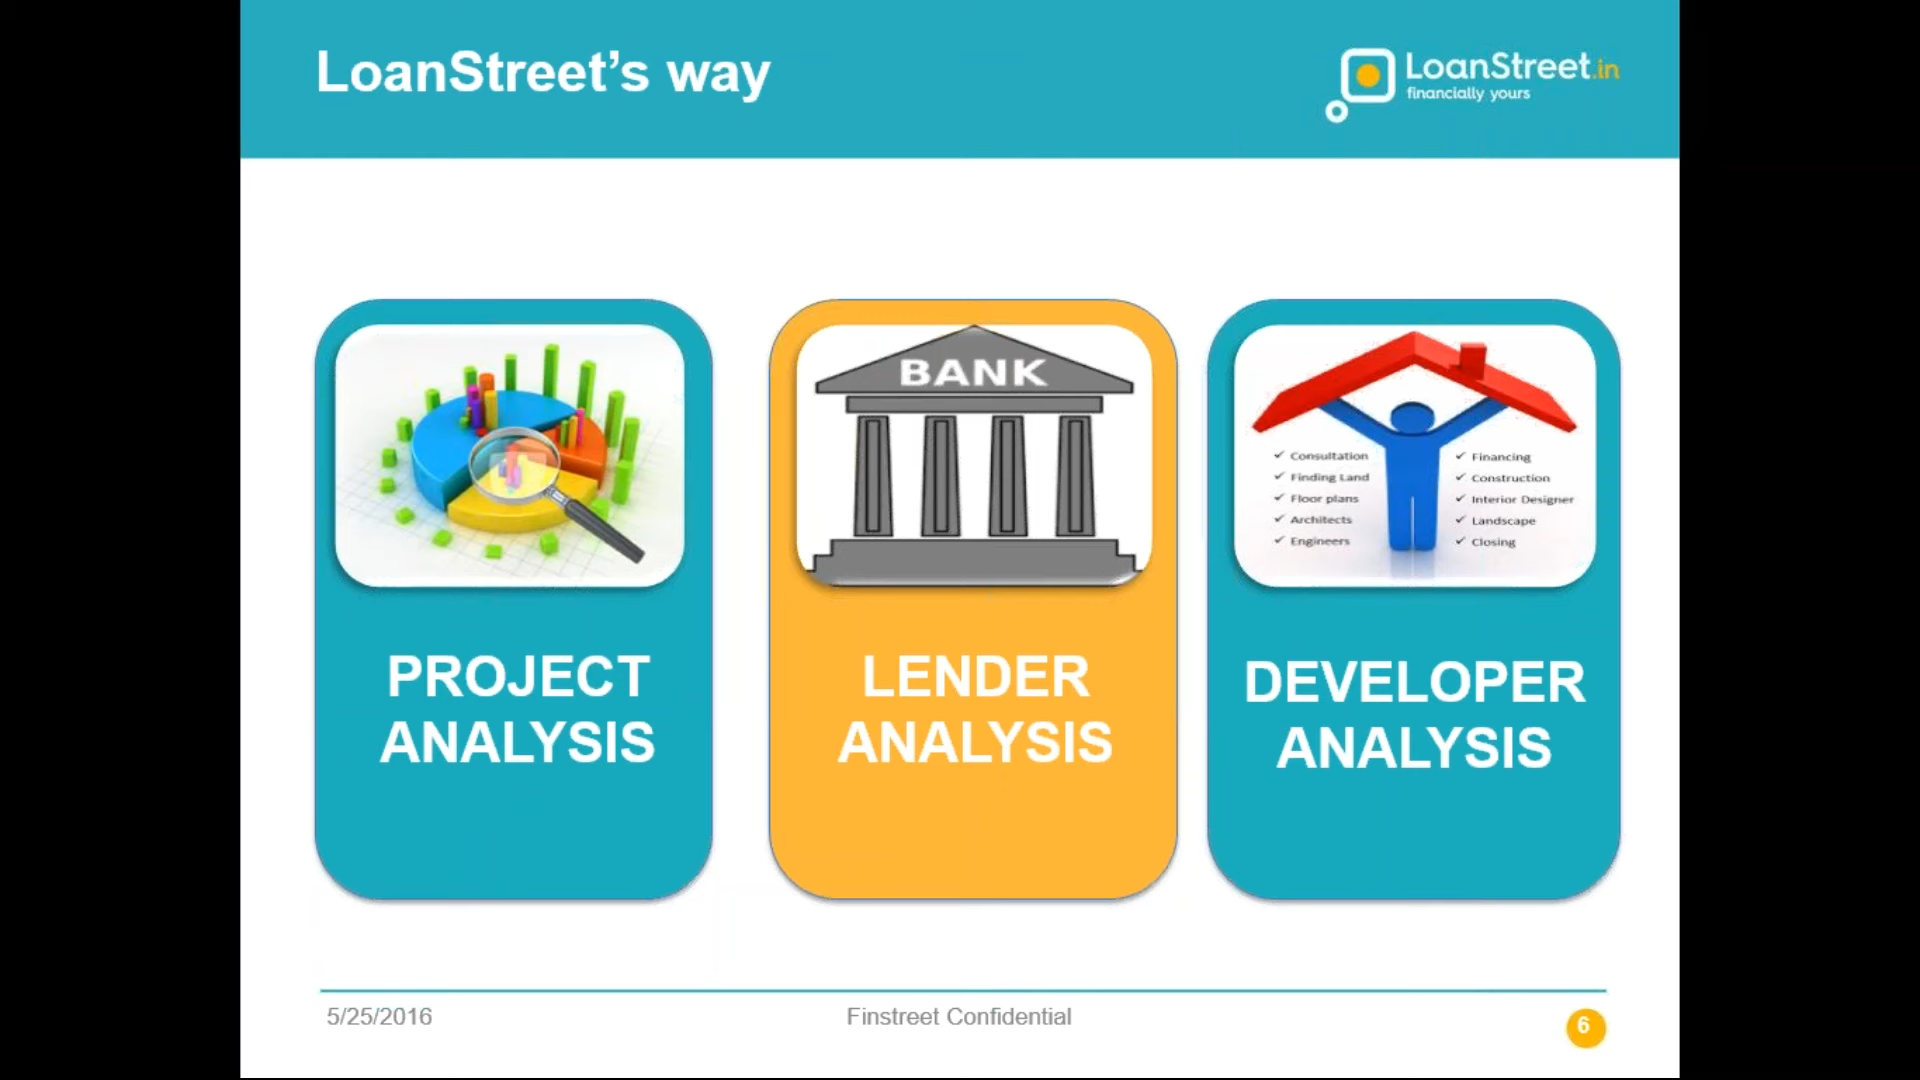 LoanStreet’s way
LoanStreet.in
financially yours
BANK
✓ Consultation
✓ Finding Land
✓ Floor plans
✓ Architects
✓ Engineers
✓ Financing
✓ Construction
✓ Interior Designer
✓ Landscape
✓ Closing
PROJECT
ANALYSIS
LENDER
ANALYSIS
DEVELOPER
ANALYSIS
5/25/2016
Finstreet Confidential
6